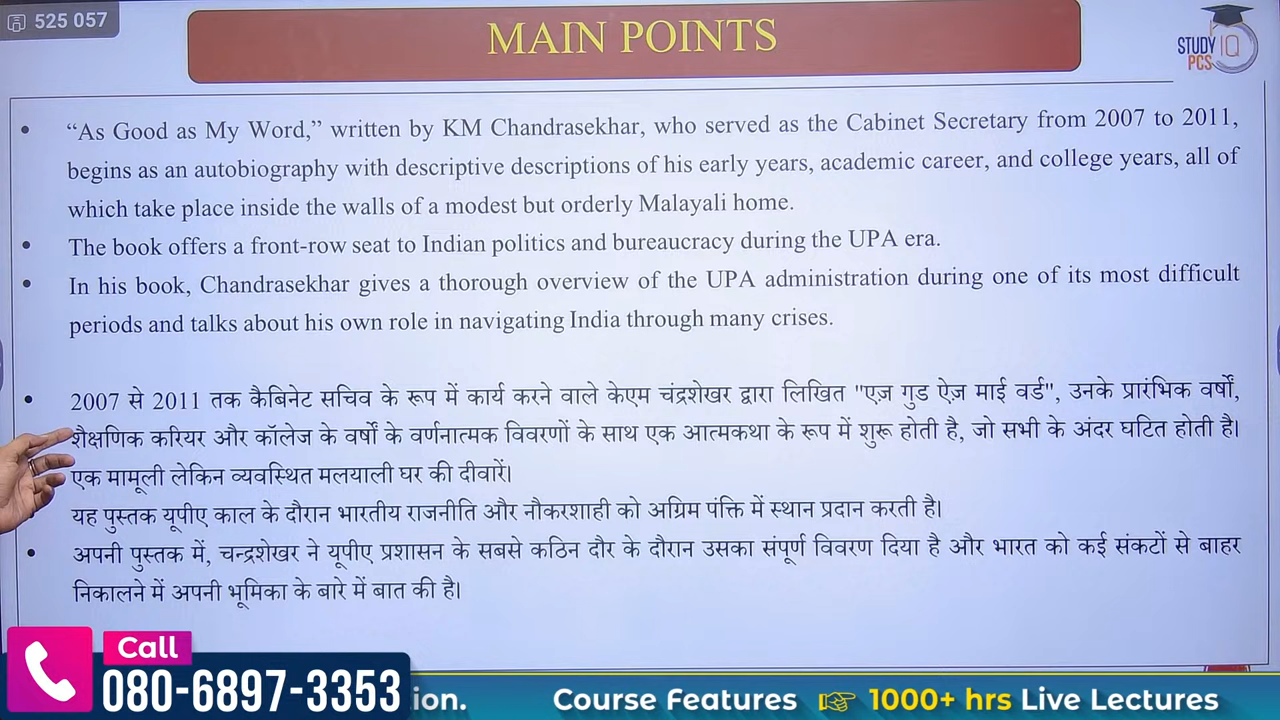 525 057
MAIN POINTS
STUDY IQ
PCS
• “As Good as My Word,” written by KM Chandrasekhar, who served as the Cabinet Secretary from 2007 to 2011,
begins as an autobiography with descriptive descriptions of his early years, academic career, and college years, all of
which take place inside the walls of a modest but orderly Malayali home.
• The book offers a front-row seat to Indian politics and bureaucracy during the UPA era.
• In his book, Chandrasekhar gives a thorough overview of the UPA administration during one of its most difficult
periods and talks about his own role in navigating India through many crises.
• 2007 से 2011 तक कैबिनेट सचिव के रूप में कार्य करने वाले केएम चंद्रशेखर द्वारा लिखित "एज़ गुड ऐज़ माई वर्ड", उनके प्रारंभिक वर्षों,
शैक्षणिक करियर और कॉलेज के वर्षों के वर्णनात्मक विवरणों के साथ एक आत्मकथा के रूप में शुरू होती है, जो सभी के अंदर घटित होती है।
एक मामूली लेकिन व्यवस्थित मलयाली घर की दीवारें।
• यह पुस्तक यूपीए काल के दौरान भारतीय राजनीति और नौकरशाही को अग्रिम पंक्ति में स्थान प्रदान करती है।
• अपनी पुस्तक में, चन्द्रशेखर ने यूपीए प्रशासन के सबसे कठिन दौर के दौरान उसका संपूर्ण विवरण दिया है और भारत को कई संकटों से बाहर
निकालने में अपनी भूमिका के बारे में बात की है।
Call
080-6897-3353
tion. Course Features 1000+ hrs Live Lectures